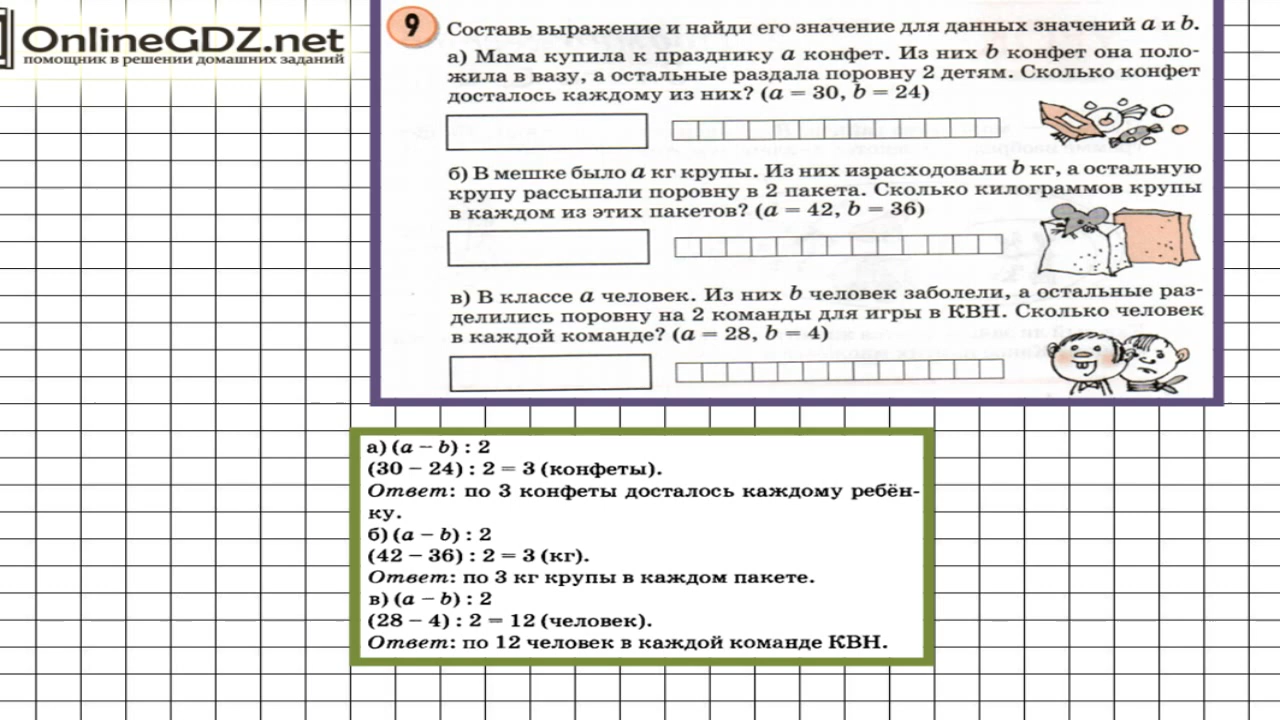 OnlineGDZ.net
помощник в решении домашних заданий
9 Составь выражение и найди его значение для данных значений a и b.
а) Мама купила к празднику a конфет. Из них b конфет она поло-
жила в вазу, а остальные раздала поровну 2 детям. Сколько конфет
досталось каждому из них? (a = 30, b = 24)
б) В мешке было a кг крупы. Из них израсходовали b кг, а остальную
крупу рассыпали поровну в 2 пакета. Сколько килограммов крупы
в каждом из этих пакетов? (a = 42, b = 36)
в) В классе a человек. Из них b человек заболели, а остальные раз-
делились поровну на 2 команды для игры в КВН. Сколько человек
в каждой команде? (a = 28, b = 4)
а) (a − b) : 2
(30 − 24) : 2 = 3 (конфеты).
Ответ: по 3 конфеты досталось каждому ребён-
ку.
б) (a − b) : 2
(42 − 36) : 2 = 3 (кг).
Ответ: по 3 кг крупы в каждом пакете.
в) (a − b) : 2
(28 − 4) : 2 = 12 (человек).
Ответ: по 12 человек в каждой команде КВН.